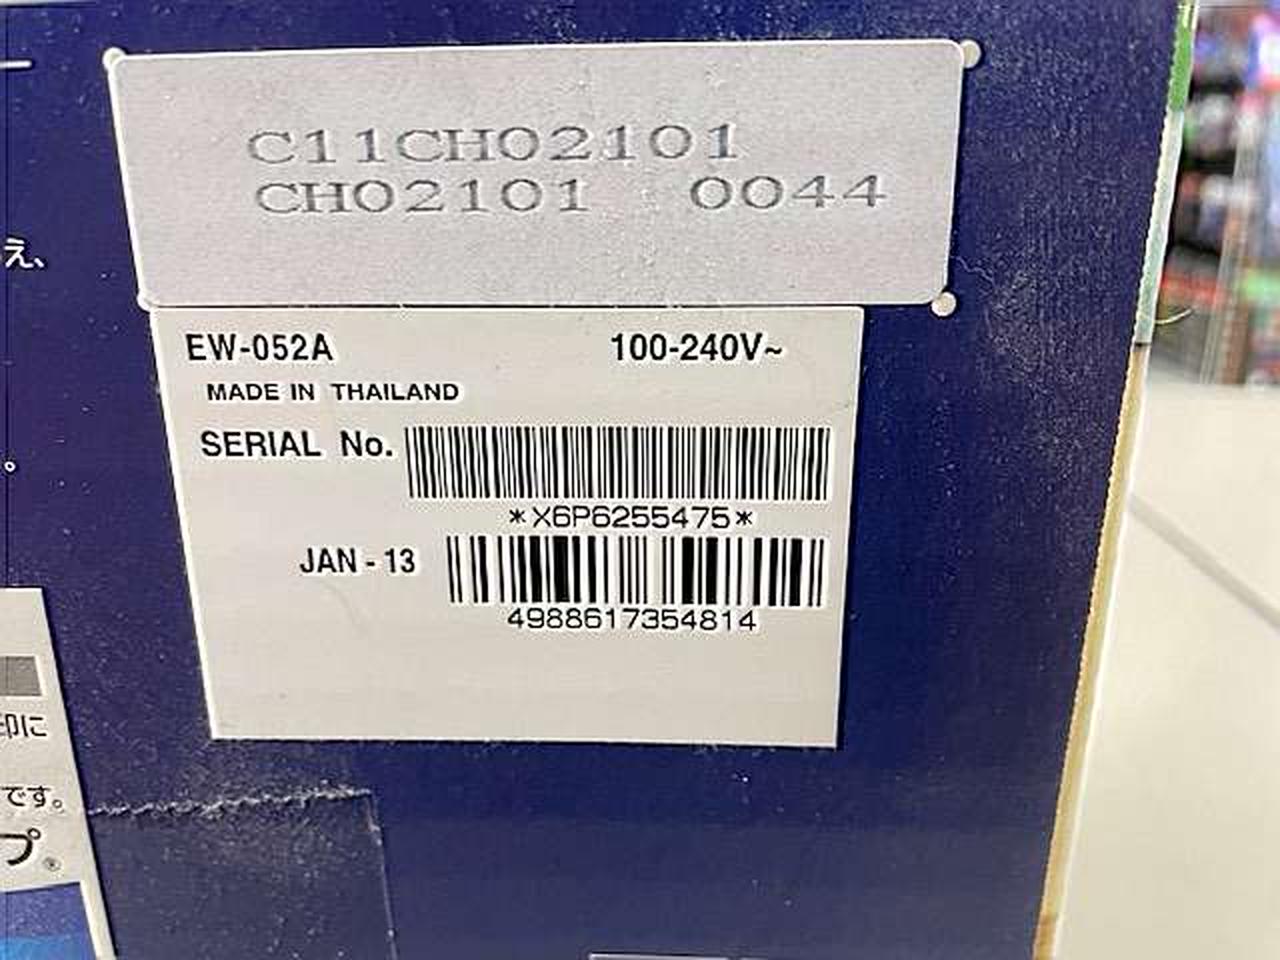 C11CH02101
CH02101 0044
EW-052A 100-240V~
MADE IN THAILAND
SERIAL No.
*X6P6255475*
JAN - 13
4988617354814
え、
。
印に
です。
プ®